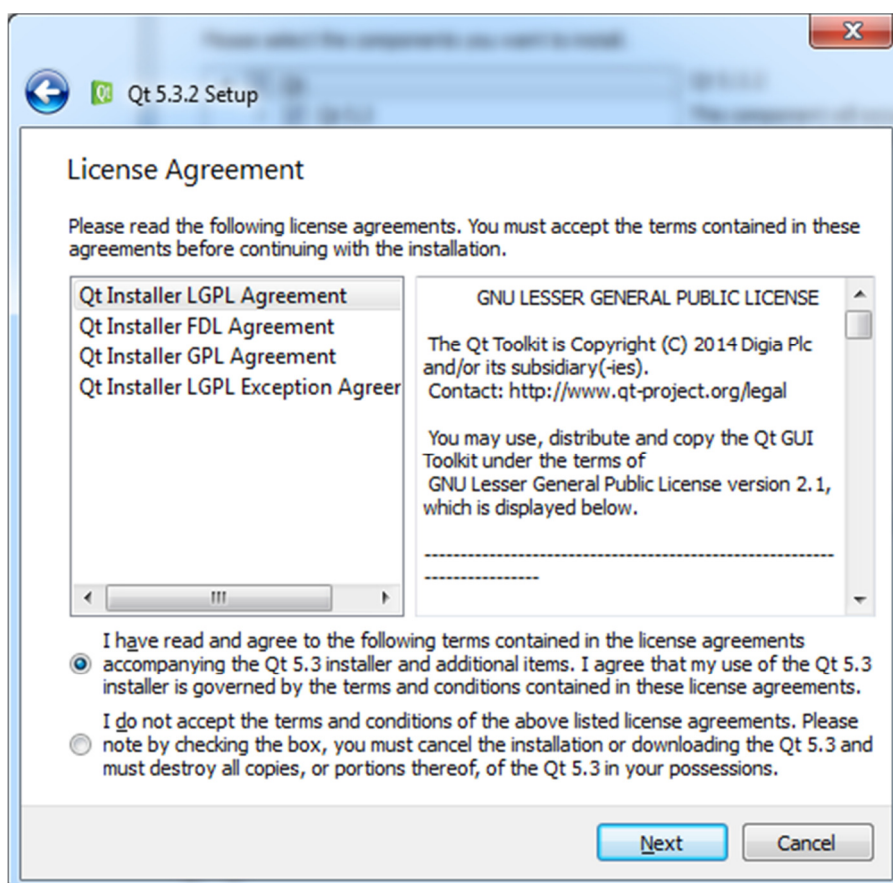 Please select the components you want to install.
Qt 5.3.2 Setup
License Agreement
Please read the following license agreements. You must accept the terms contained in these
agreements before continuing with the installation.
Qt Installer LGPL Agreement
Qt Installer FDL Agreement
Qt Installer GPL Agreement
Qt Installer LGPL Exception Agreer
GNU LESSER GENERAL PUBLIC LICENSE
The Qt Toolkit is Copyright (C) 2014 Digia Plc
and/or its subsidiary(-ies).
Contact: http://www.qt-project.org/legal
You may use, distribute and copy the Qt GUI
Toolkit under the terms of
GNU Lesser General Public License version 2.1,
which is displayed below.
----------------------------------------------------------
----------------
I have read and agree to the following terms contained in the license agreements
accompanying the Qt 5.3 installer and additional items. I agree that my use of the Qt 5.3
installer is governed by the terms and conditions contained in these license agreements.
I do not accept the terms and conditions of the above listed license agreements. Please
note by checking the box, you must cancel the installation or downloading the Qt 5.3 and
must destroy all copies, or portions thereof, of the Qt 5.3 in your possessions.
Next
Cancel